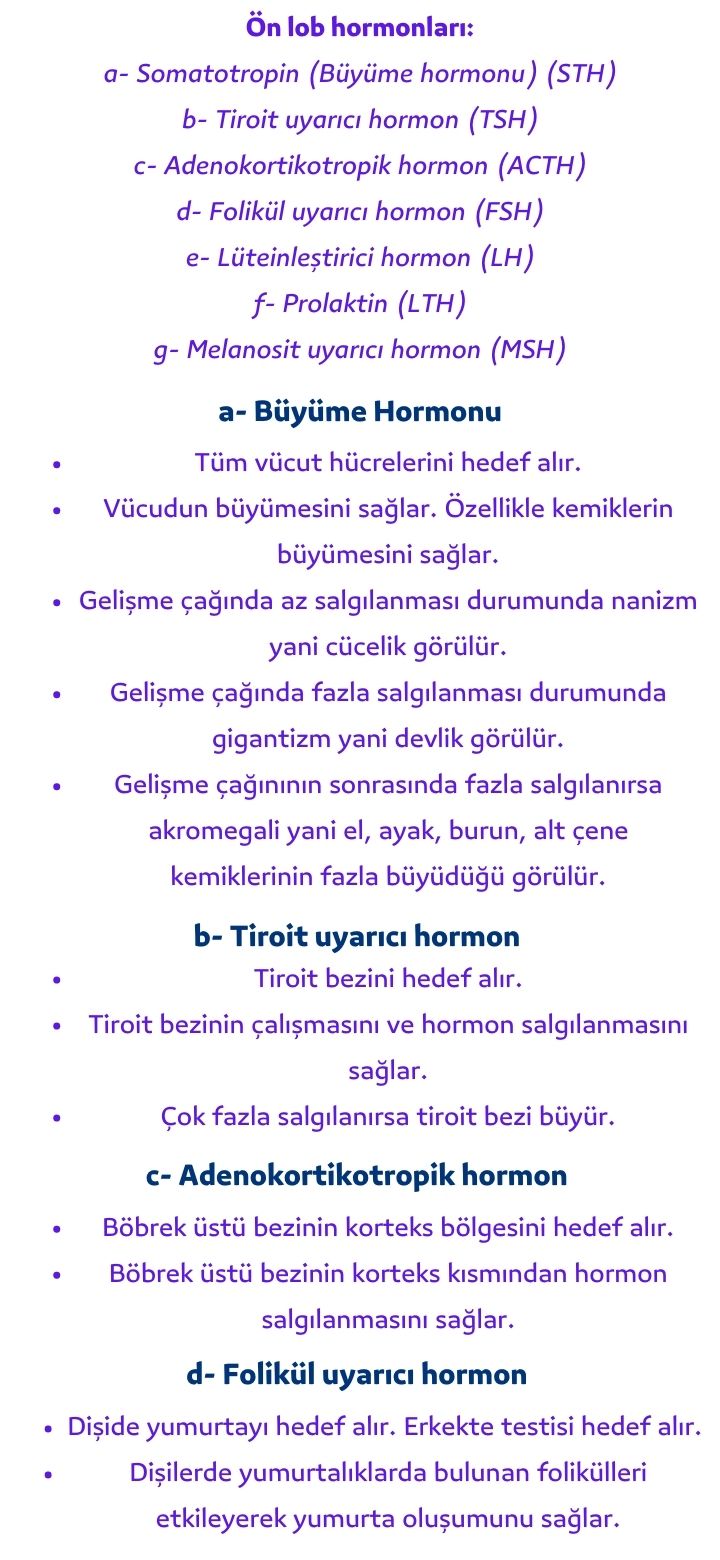 Ön lob hormonları:
a- Somatotropin (Büyüme hormonu) (STH)
b- Tiroit uyarıcı hormon (TSH)
c- Adenokortikotropik hormon (ACTH)
d- Folikül uyarıcı hormon (FSH)
e- Lüteinleştirici hormon (LH)
f- Prolaktin (LTH)
g- Melanosit uyarıcı hormon (MSH)
a- Büyüme Hormonu
• Tüm vücut hücrelerini hedef alır.
• Vücudun büyümesini sağlar. Özellikle kemiklerin
büyümesini sağlar.
• Gelişme çağında az salgılanması durumunda nanizm
yani cücelik görülür.
• Gelişme çağında fazla salgılanması durumunda
gigantizm yani devlik görülür.
• Gelişme çağınının sonrasında fazla salgılanırsa
akromegali yani el, ayak, burun, alt çene
kemiklerinin fazla büyüdüğü görülür.
b- Tiroit uyarıcı hormon
• Tiroit bezini hedef alır.
• Tiroit bezinin çalışmasını ve hormon salgılanmasını
sağlar.
• Çok fazla salgılanırsa tiroit bezi büyür.
c- Adenokortikotropik hormon
• Böbrek üstü bezinin korteks bölgesini hedef alır.
• Böbrek üstü bezinin korteks kısmından hormon
salgılanmasını sağlar.
d- Folikül uyarıcı hormon
• Dişide yumurtayı hedef alır. Erkekte testisi hedef alır.
• Dişilerde yumurtalıklarda bulunan folikülleri
etkileyerek yumurta oluşumunu sağlar.